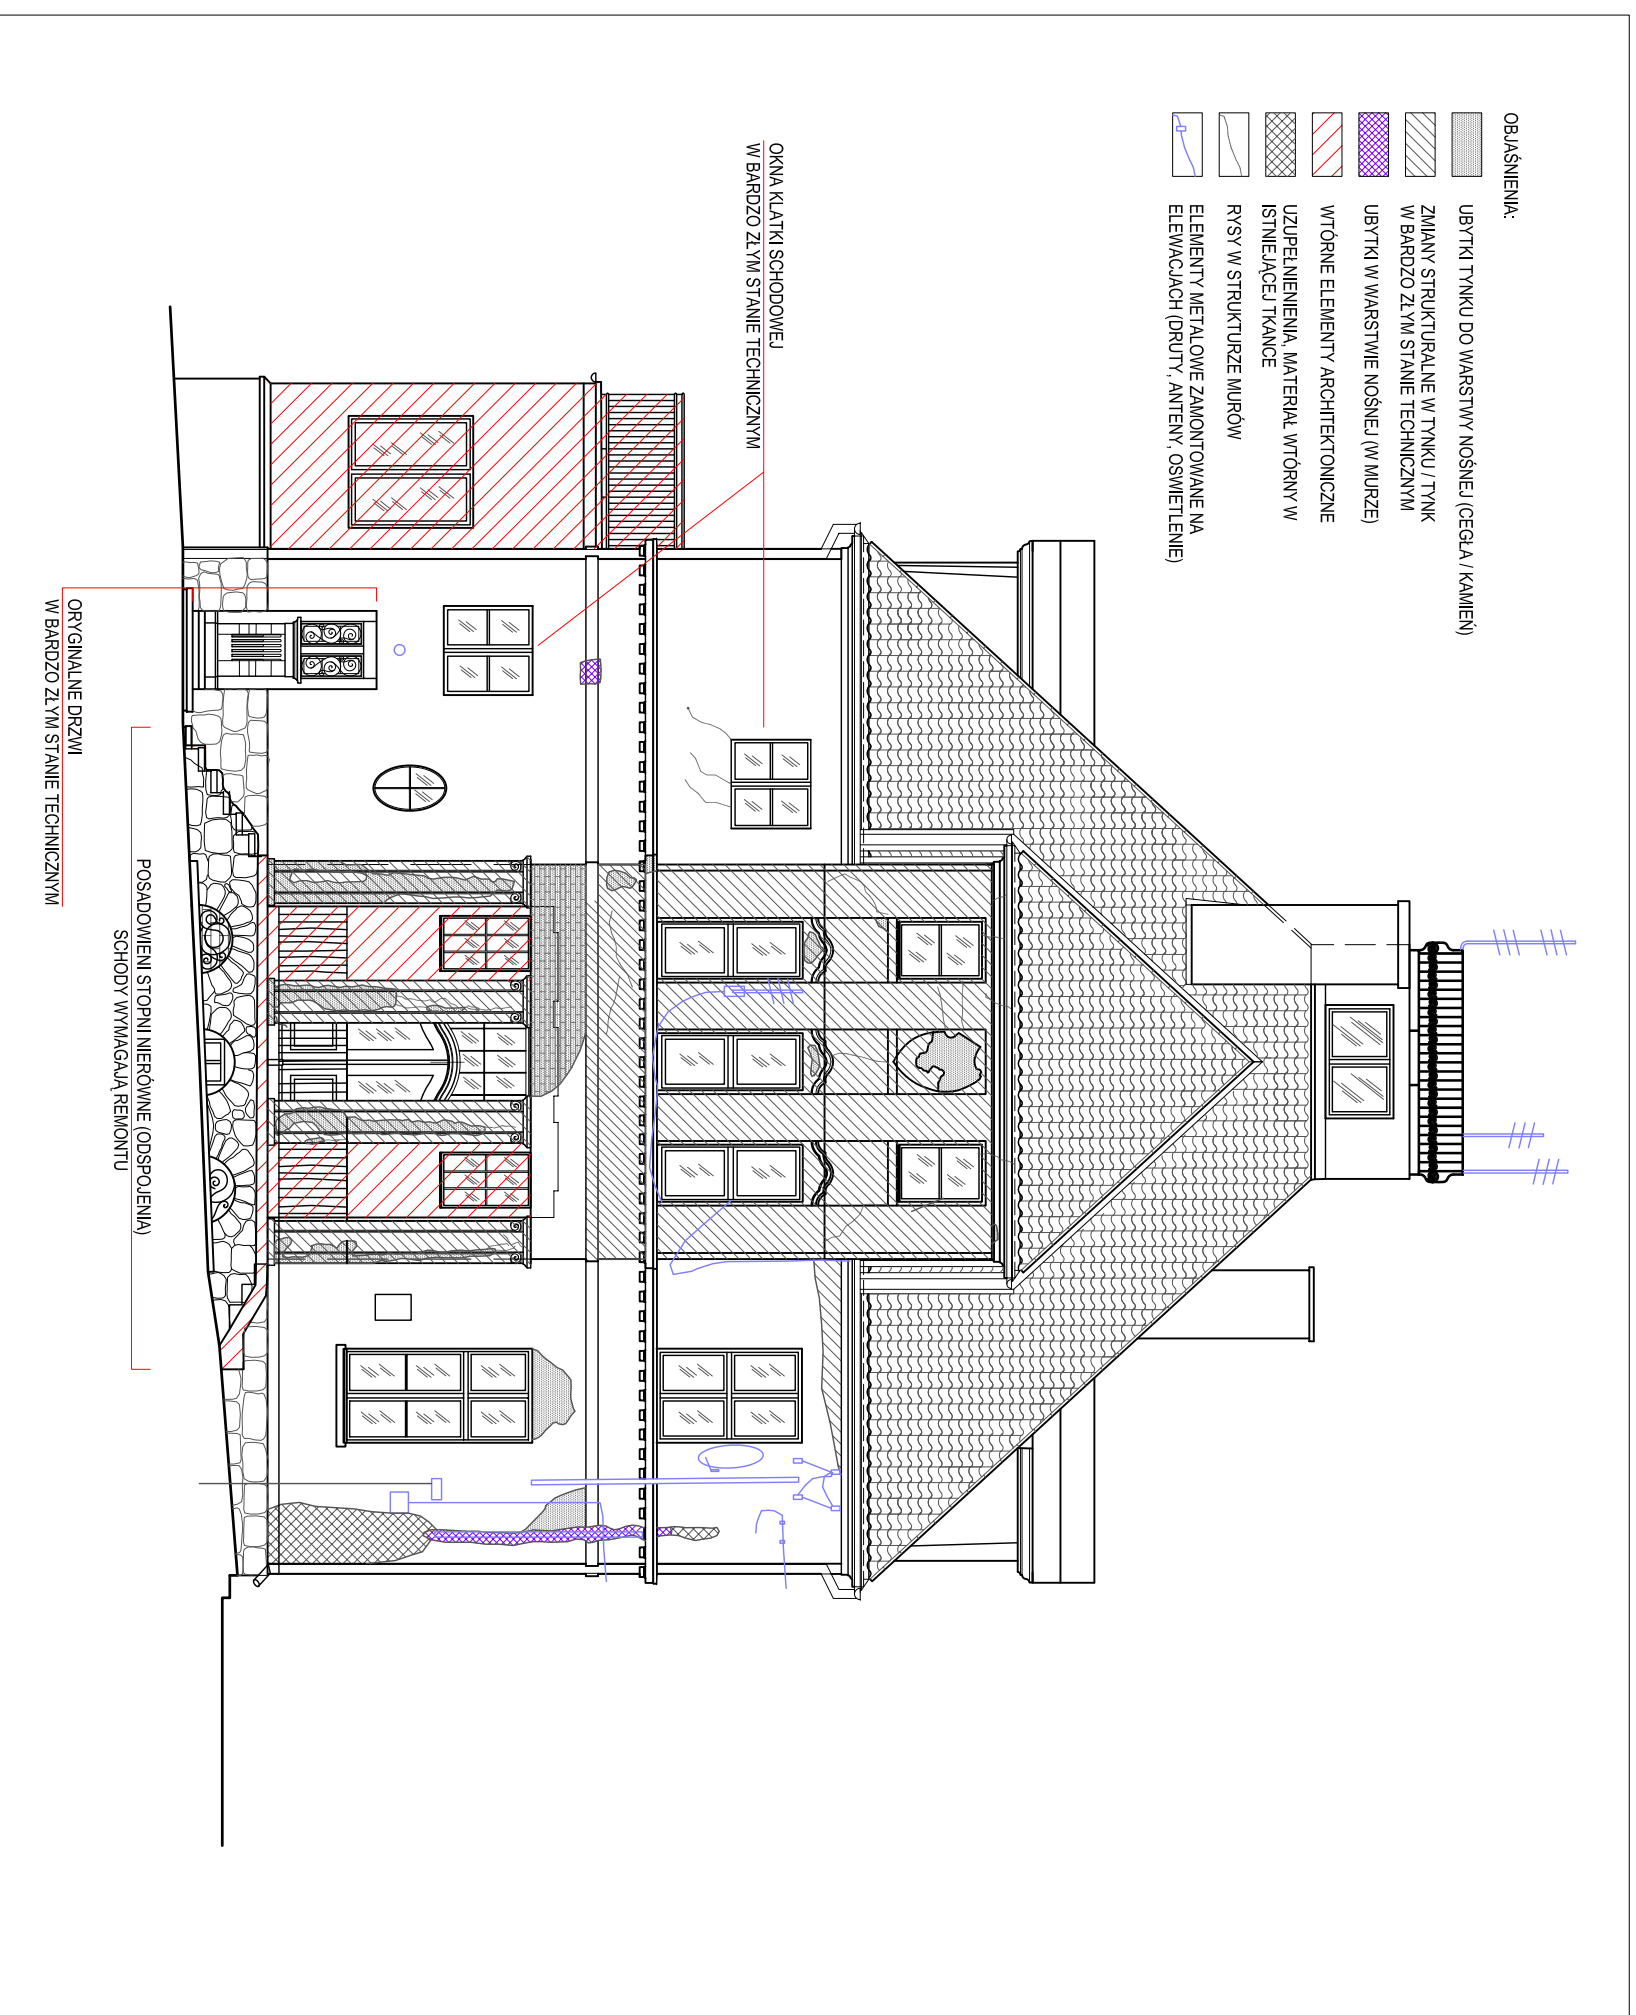 OBJAŚNIENIA:
UBYTKI TYNKU DO WARSTWY NOŚNEJ (CEGŁA / KAMIEŃ)
ZMIANY STRUKTURALNE W TYNKU / TYNK
W BARDZO ZŁYM STANIE TECHNICZNYM
UBYTKI W WARSTWIE NOŚNEJ (W MURZE)
WTÓRNE ELEMENTY ARCHITEKTONICZNE
UZUPEŁNIENIENIA, MATERIAŁ WTÓRNY W
ISTNIEJĄCEJ TKANCE
RYSY W STRUKTURZE MURÓW
ELEMENTY METALOWE ZAMONTOWANE NA
ELEWACJACH (DRUTY, ANTENY, OSWIETLENIE)
OKNA KLATKI SCHODOWEJ
W BARDZO ZŁYM STANIE TECHNICZNYM
ORYGINALNE DRZWI
W BARDZO ZŁYM STANIE TECHNICZNYM
POSADOWIENI STOPNI NIERÓWNE (ODSPOJENIA)
SCHODY WYMAGAJĄ REMONTU